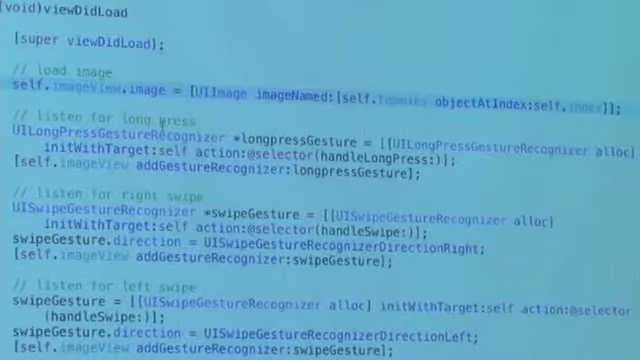 (void)viewDidLoad
[super viewDidLoad];
// load image
self.imageView.image = [UIImage imageNamed:[self. objectAtIndex:self.index]];
// listen for long press
UILongPressGestureRecognizer *longpressGesture = [[UILongPressGestureRecognizer alloc]
initWithTarget:self action:@selector(handleLongPress:)];
[self.imageView addGestureRecognizer:longpressGesture];
// listen for right swipe
UISwipeGestureRecognizer *swipeGesture = [[UISwipeGestureRecognizer alloc]
initWithTarget:self action:@selector(handleSwipe:)];
swipeGesture.direction = UISwipeGestureRecognizerDirectionRight;
[self.imageView addGestureRecognizer:swipeGesture];
// listen for left swipe
swipeGesture = [[UISwipeGestureRecognizer alloc] initWithTarget:self action:@selector
(handleSwipe:)];
swipeGesture.direction = UISwipeGestureRecognizerDirectionLeft;
[self.imageView addGestureRecognizer:swipeGesture];